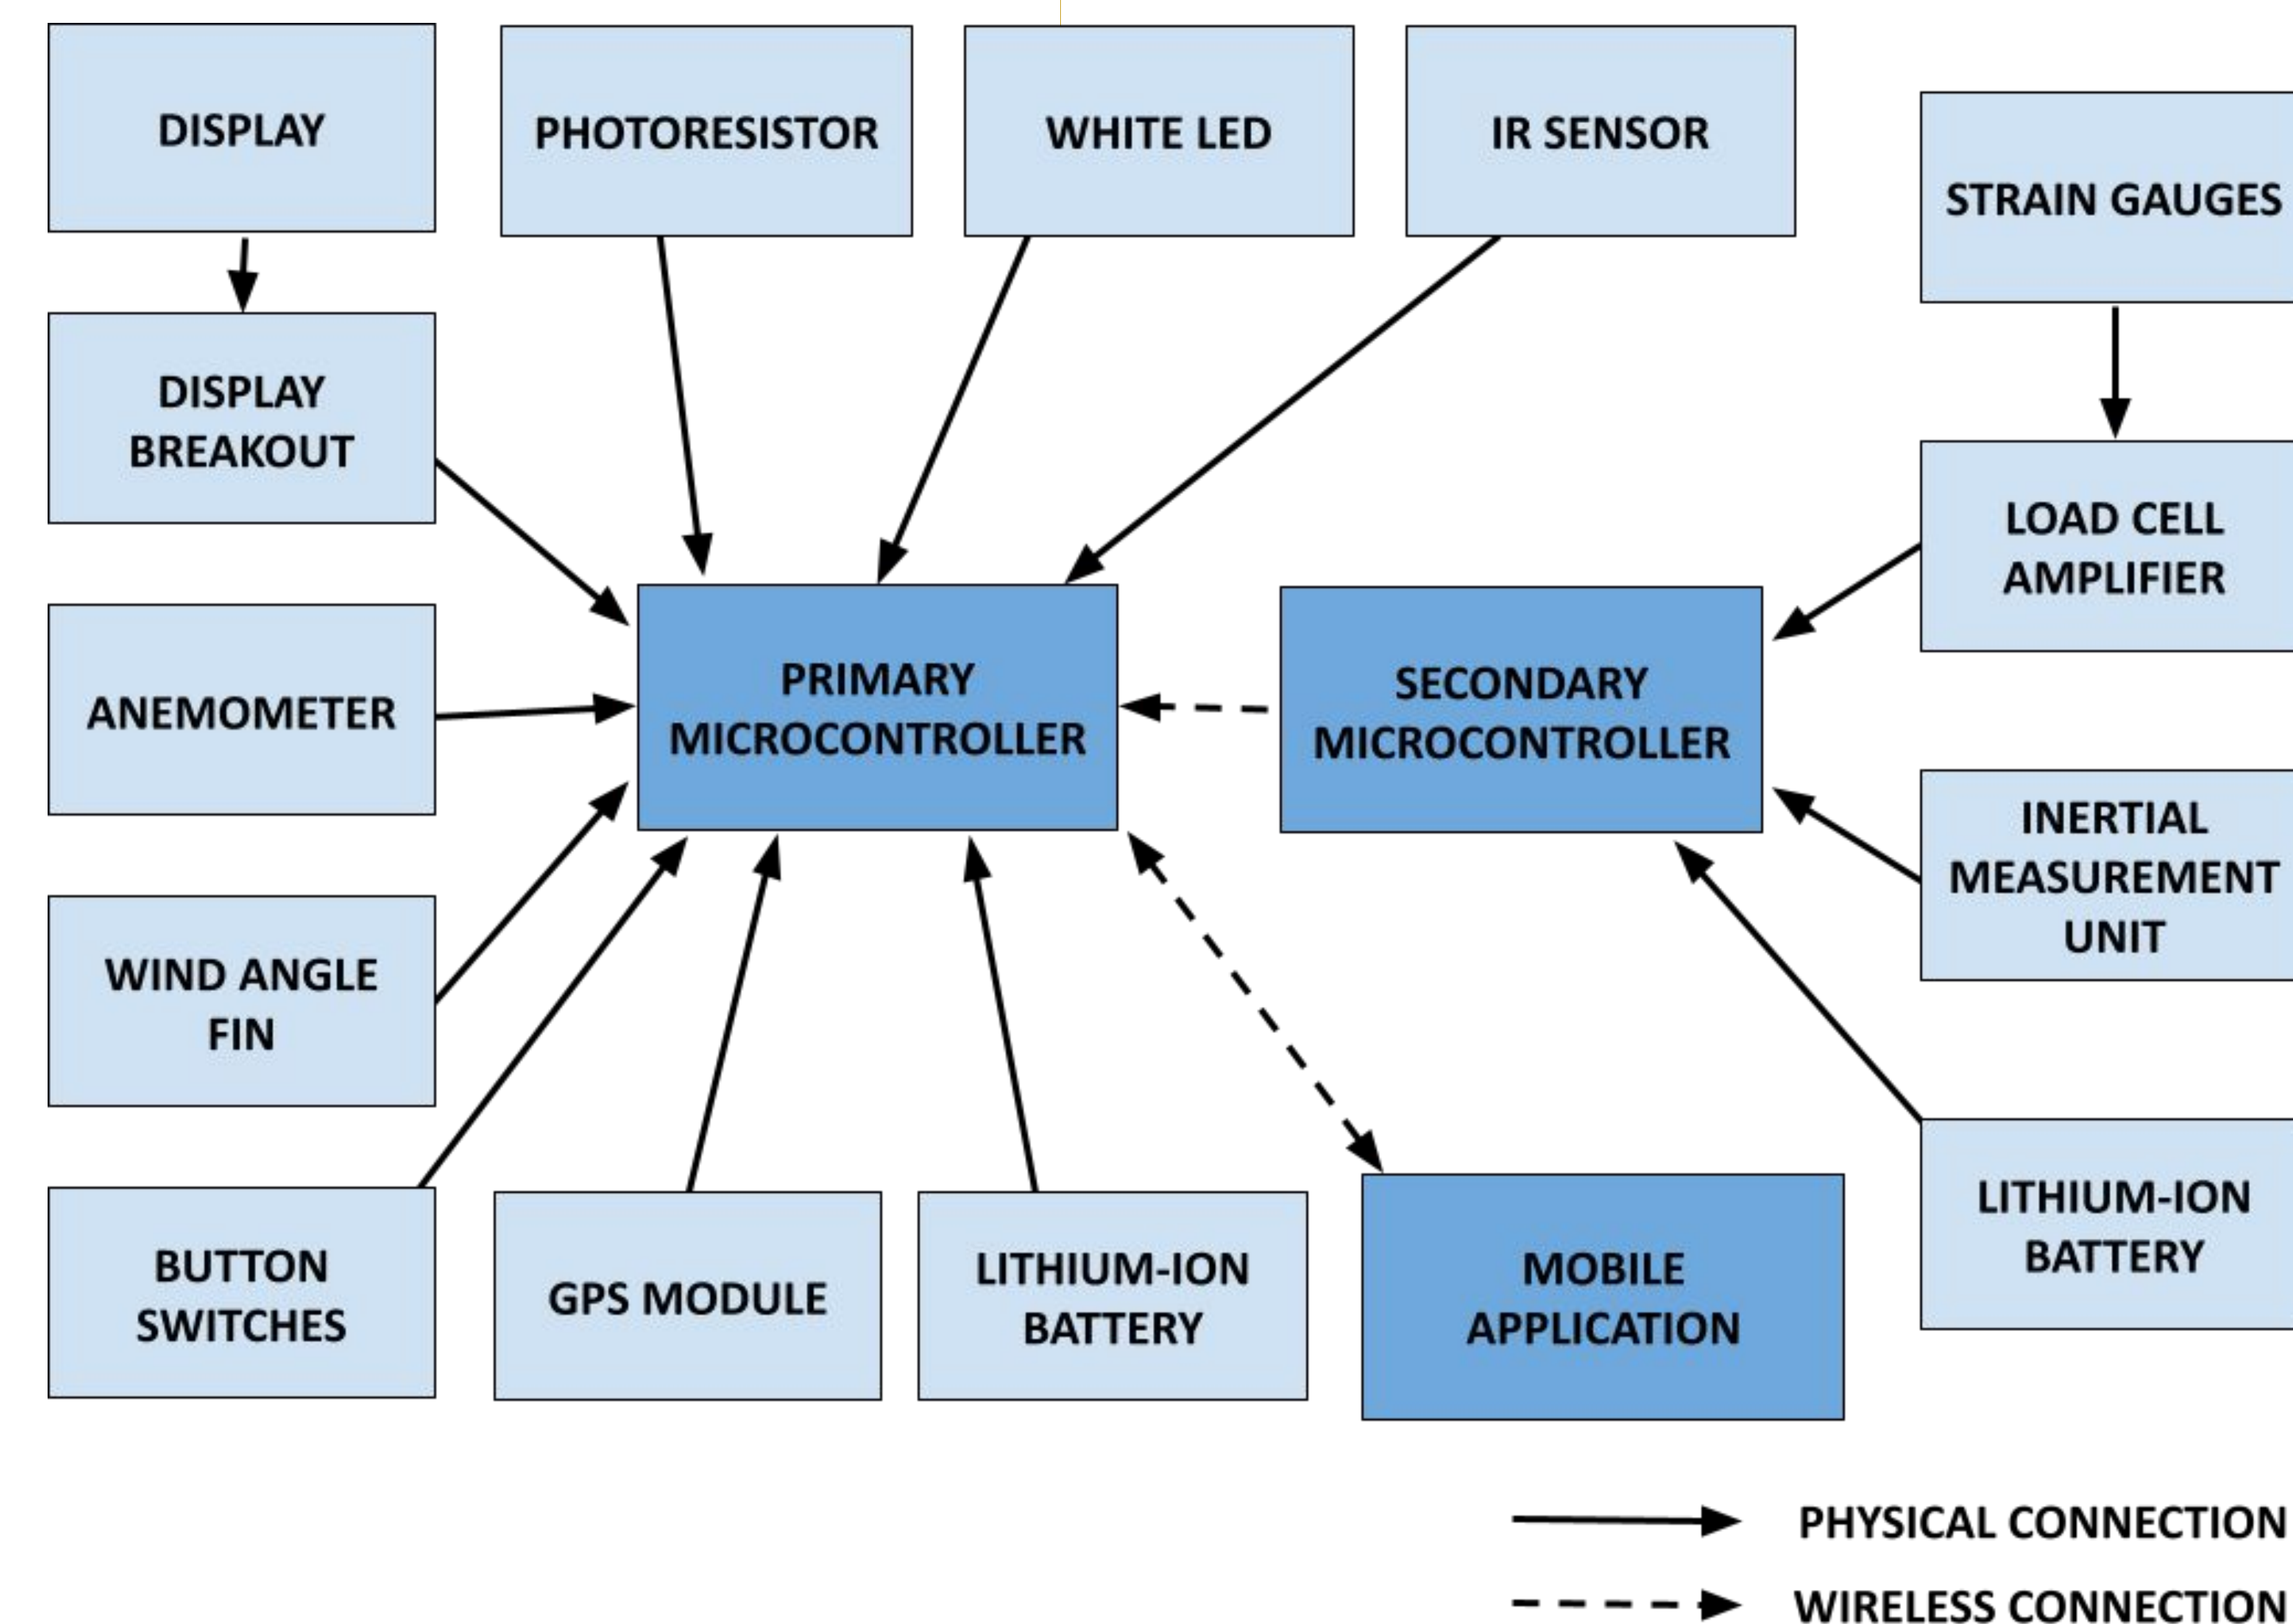 DISPLAY
PHOTORESISTOR
WHITE LED
IR SENSOR
STRAIN GAUGES
DISPLAY
BREAKOUT
LOAD CELL
AMPLIFIER
ANEMOMETER
PRIMARY
MICROCONTROLLER
SECONDARY
MICROCONTROLLER
INERTIAL
MEASUREMENT
UNIT
WIND ANGLE
FIN
BUTTON
SWITCHES
GPS MODULE
LITHIUM-ION
BATTERY
MOBILE
APPLICATION
LITHIUM-ION
BATTERY
PHYSICAL CONNECTION
WIRELESS CONNECTION